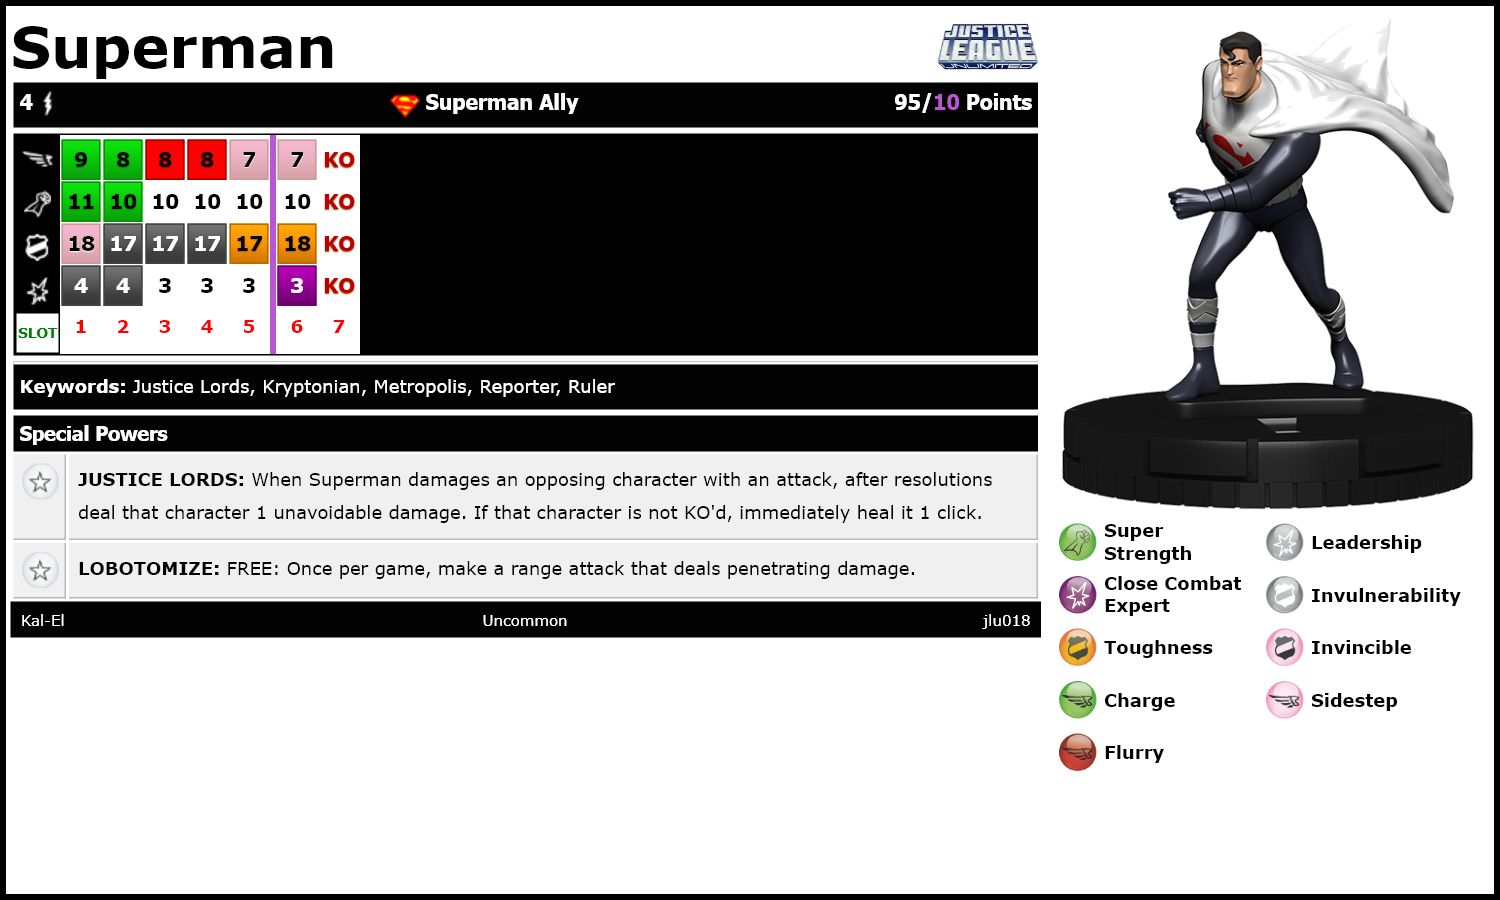 Superman
JUSTICE
LEAGUE
UNLIMITED
4 Superman Ally 95/10 Points
9 8 8 8 7 7 KO
11 10 10 10 10 10 KO
18 17 17 17 17 18 KO
4 4 3 3 3 3 KO
SLOT 1 2 3 4 5 6 7
Keywords: Justice Lords, Kryptonian, Metropolis, Reporter, Ruler
Special Powers
JUSTICE LORDS: When Superman damages an opposing character with an attack, after resolutions
deal that character 1 unavoidable damage. If that character is not KO'd, immediately heal it 1 click.
LOBOTOMIZE: FREE: Once per game, make a range attack that deals penetrating damage.
Kal-El Uncommon jlu018
Super
Strength
Leadership
Close Combat
Expert
Invulnerability
Toughness
Invincible
Charge
Sidestep
Flurry